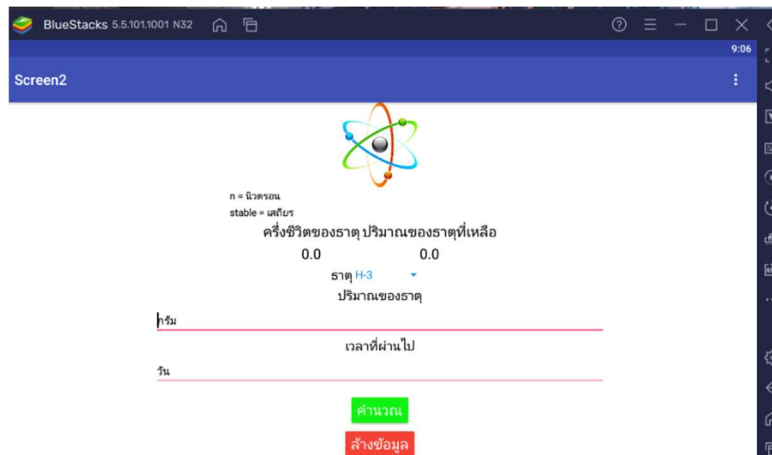 BlueStacks 5.5.101.1001 N32
9:06
Screen2
n = นิวตรอน
stable = เสถียร
ครึ่งชีวิตของธาตุ ปริมาณของธาตุที่เหลือ
0.0 0.0
ธาตุ H-3
ปริมาณของธาตุ
กรัม
เวลาที่ผ่านไป
วัน
คำนวณ
ล้างข้อมูล